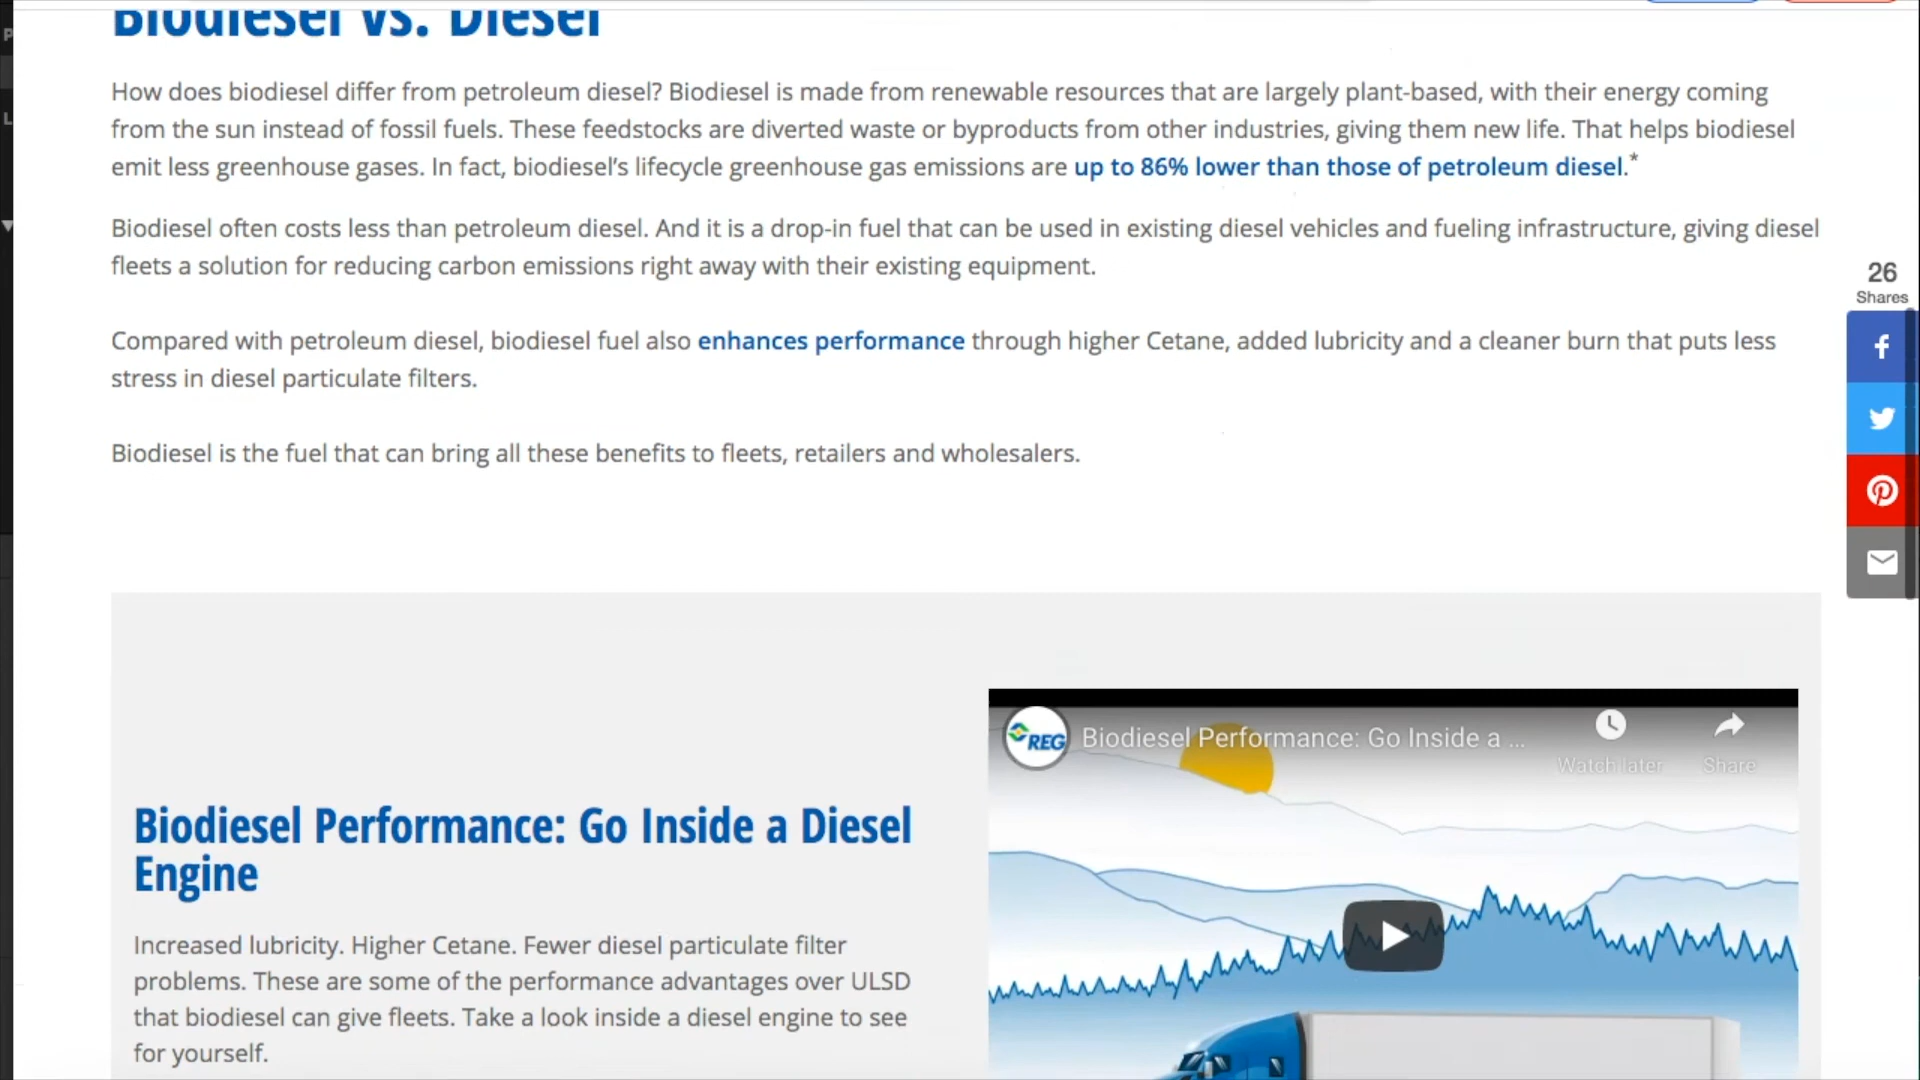 Biodiesel vs. Diesel
How does biodiesel differ from petroleum diesel? Biodiesel is made from renewable resources that are largely plant-based, with their energy coming
from the sun instead of fossil fuels. These feedstocks are diverted waste or byproducts from other industries, giving them new life. That helps biodiesel
emit less greenhouse gases. In fact, biodiesel’s lifecycle greenhouse gas emissions are up to 86% lower than those of petroleum diesel.*
Biodiesel often costs less than petroleum diesel. And it is a drop-in fuel that can be used in existing diesel vehicles and fueling infrastructure, giving diesel
fleets a solution for reducing carbon emissions right away with their existing equipment.
26
Shares
Compared with petroleum diesel, biodiesel fuel also enhances performance through higher Cetane, added lubricity and a cleaner burn that puts less
stress in diesel particulate filters.
Biodiesel is the fuel that can bring all these benefits to fleets, retailers and wholesalers.
REG
Biodiesel Performance: Go Inside a ...
Watch later
Share
Biodiesel Performance: Go Inside a Diesel
Engine
Increased lubricity. Higher Cetane. Fewer diesel particulate filter
problems. These are some of the performance advantages over ULSD
that biodiesel can give fleets. Take a look inside a diesel engine to see
for yourself.